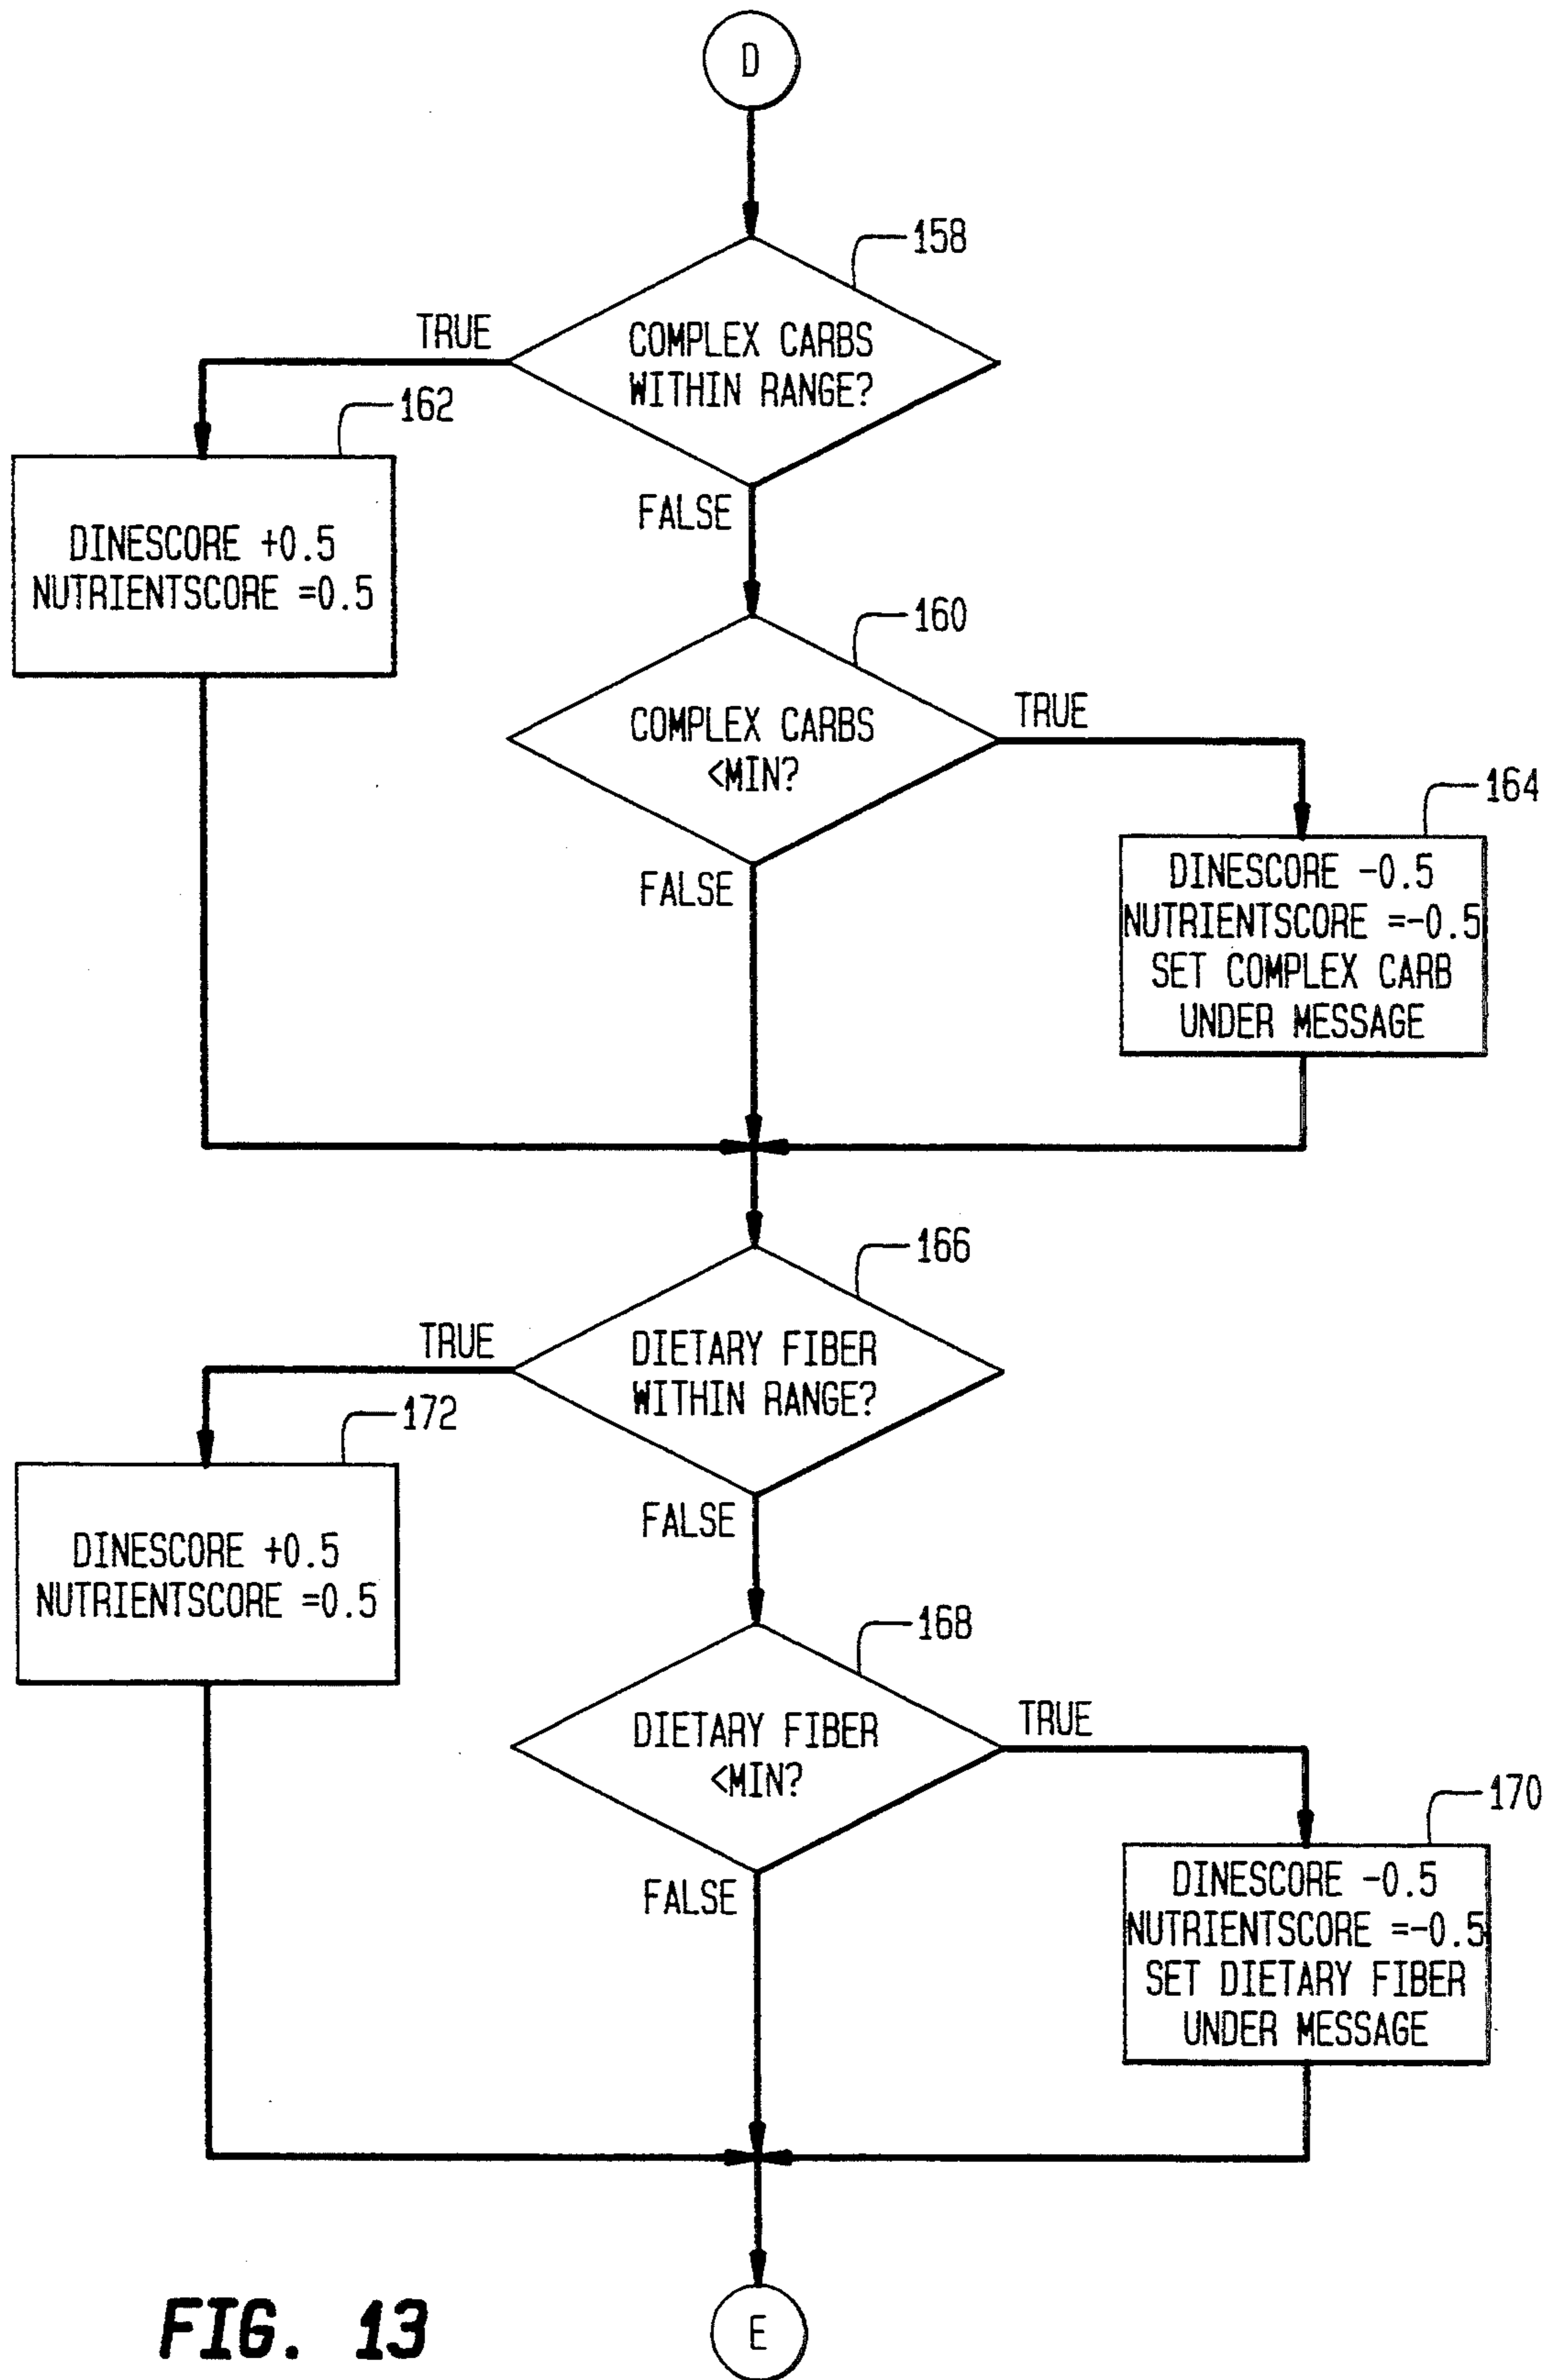 D
158
TRUE
COMPLEX CARBS
WITHIN RANGE?
162
FALSE
DINESCORE +0.5
NUTRIENTSCORE =0.5
160
COMPLEX CARBS
<MIN?
TRUE
164
FALSE
DINESCORE -0.5
NUTRIENTSCORE =-0.5
SET COMPLEX CARB
UNDER MESSAGE
166
TRUE
DIETARY FIBER
WITHIN RANGE?
172
FALSE
DINESCORE +0.5
NUTRIENTSCORE =0.5
168
DIETARY FIBER
<MIN?
TRUE
170
FALSE
DINESCORE -0.5
NUTRIENTSCORE =-0.5
SET DIETARY FIBER
UNDER MESSAGE
E
FIG. 13